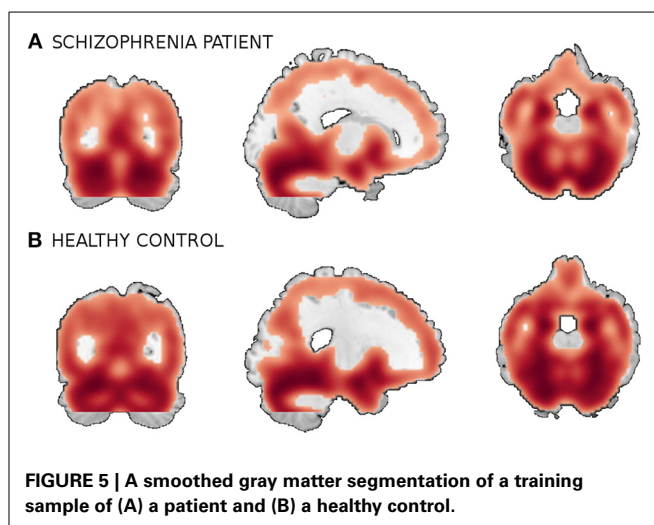 A SCHIZOPHRENIA PATIENT
B HEALTHY CONTROL
FIGURE 5 | A smoothed gray matter segmentation of a training
sample of (A) a patient and (B) a healthy control.